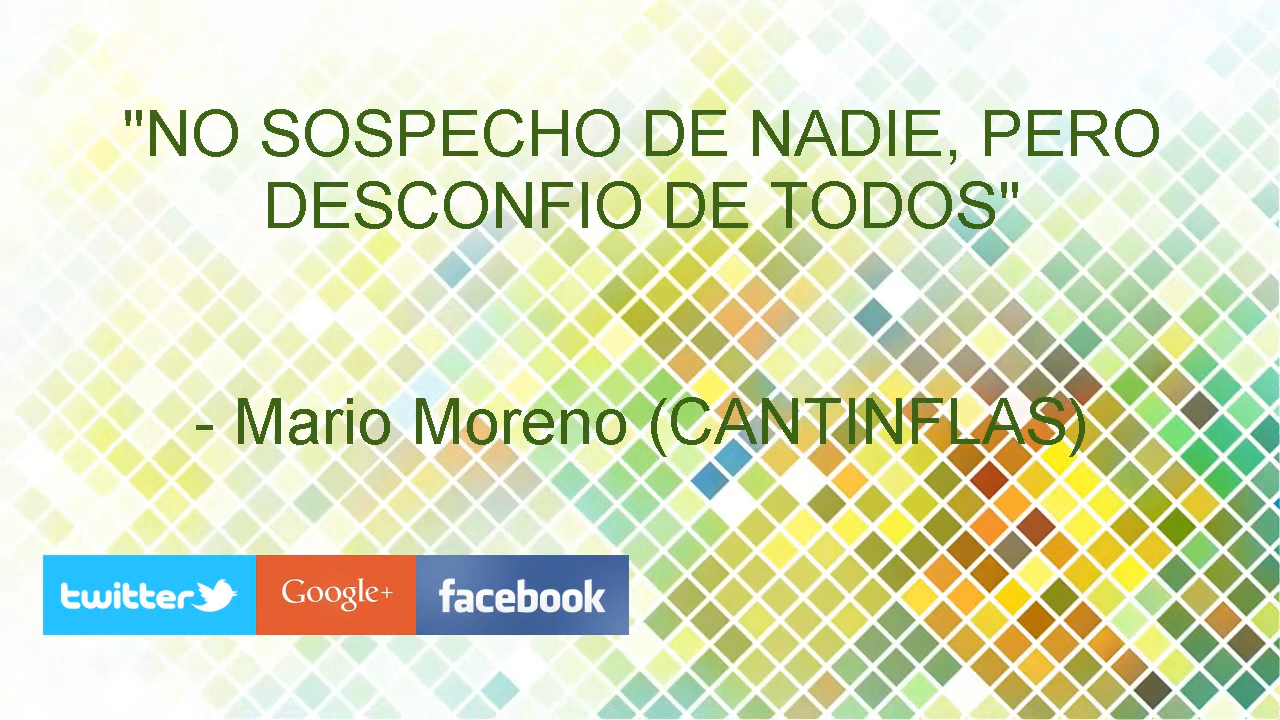 "NO SOSPECHO DE NADIE, PERO
DESCONFIO DE TODOS"
- Mario Moreno (CANTINFLAS)
twitter Google+ facebook